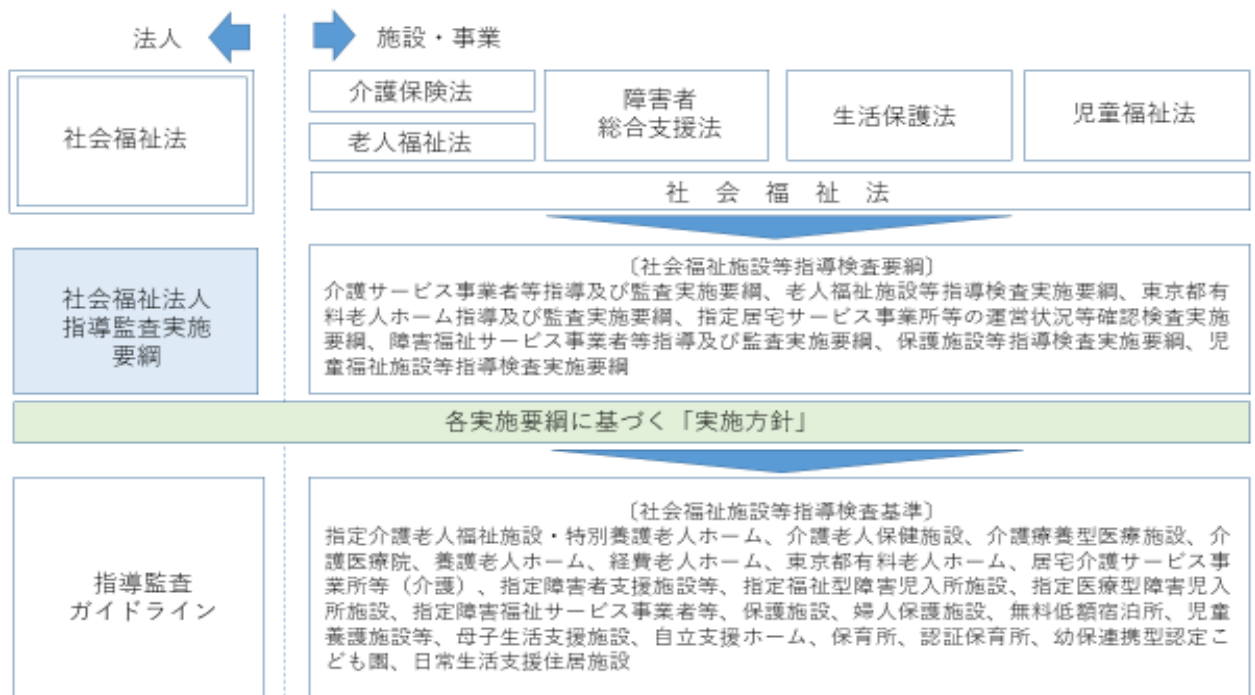 法人
施設・事業
社会福祉法
介護保険法
老人福祉法
障害者
総合支援法
生活保護法
児童福祉法
社 会 福 祉 法
社会福祉法人
指導監査実施
要綱
〔社会福祉施設等指導検査要綱〕
介護サービス事業者等指導及び監査実施要綱、老人福祉施設等指導検査実施要綱、東京都有
料老人ホーム指導及び監査実施要綱、指定居宅サービス事業所等の運営状況等確認検査実施
要綱、障害福祉サービス事業者等指導及び監査実施要綱、保護施設等指導検査実施要綱、児
童福祉施設等指導検査実施要綱
各実施要綱に基づく「実施方針」
指導監査
ガイドライン
〔社会福祉施設等指導検査基準〕
指定介護老人福祉施設・特別養護老人ホーム、介護老人保健施設、介護療養型医療施設、介
護医療院、養護老人ホーム、経費老人ホーム、東京都有料老人ホーム、居宅介護サービス事
業所等（介護）、指定障害者支援施設等、指定福祉型障害児入所施設、指定医療型障害児入
所施設、指定障害福祉サービス事業者等、保護施設、婦人保護施設、無料低額宿泊所、児童
養護施設等、母子生活支援施設、自立支援ホーム、保育所、認証保育所、幼保連携型認定こ
ども園、日常生活支援住居施設